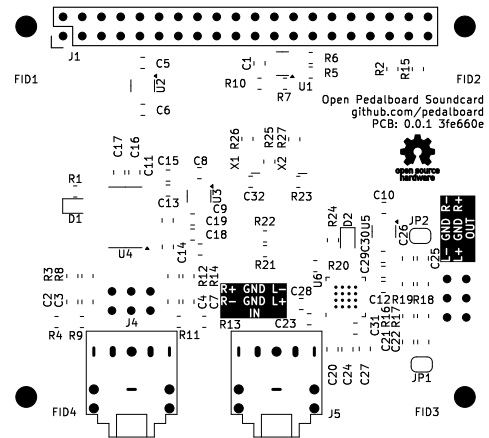 J1
FID1
FID2
C5
U2
C6
C1
R10
R7
U1
R6
R5
R2
R15
Open Pedalboard Soundcard
github.com/pedalboard
PCB: 0.0.1 3fe660e
open source
hardware
R26
R25
R27
X1
X2
C17
C16
C11
C15
C8
C32
R23
R1
D1
C13
U3
C9
C19
C18
C14
U4
R22
R21
R24
D2
C10
U5
C30
C29
C26
JP2
C25
L- GND R-
L+ GND R+
OUT
R3
R8
R12
R14
U6
R20
C12
C2
C3
C4
C7
R+ GND L-
R- GND L+
IN
C28
C23
R13
R19
R18
R16
R17
C31
C21
C22
J4
R4
R9
R11
C20
C24
C27
JP1
J5
FID4
FID3